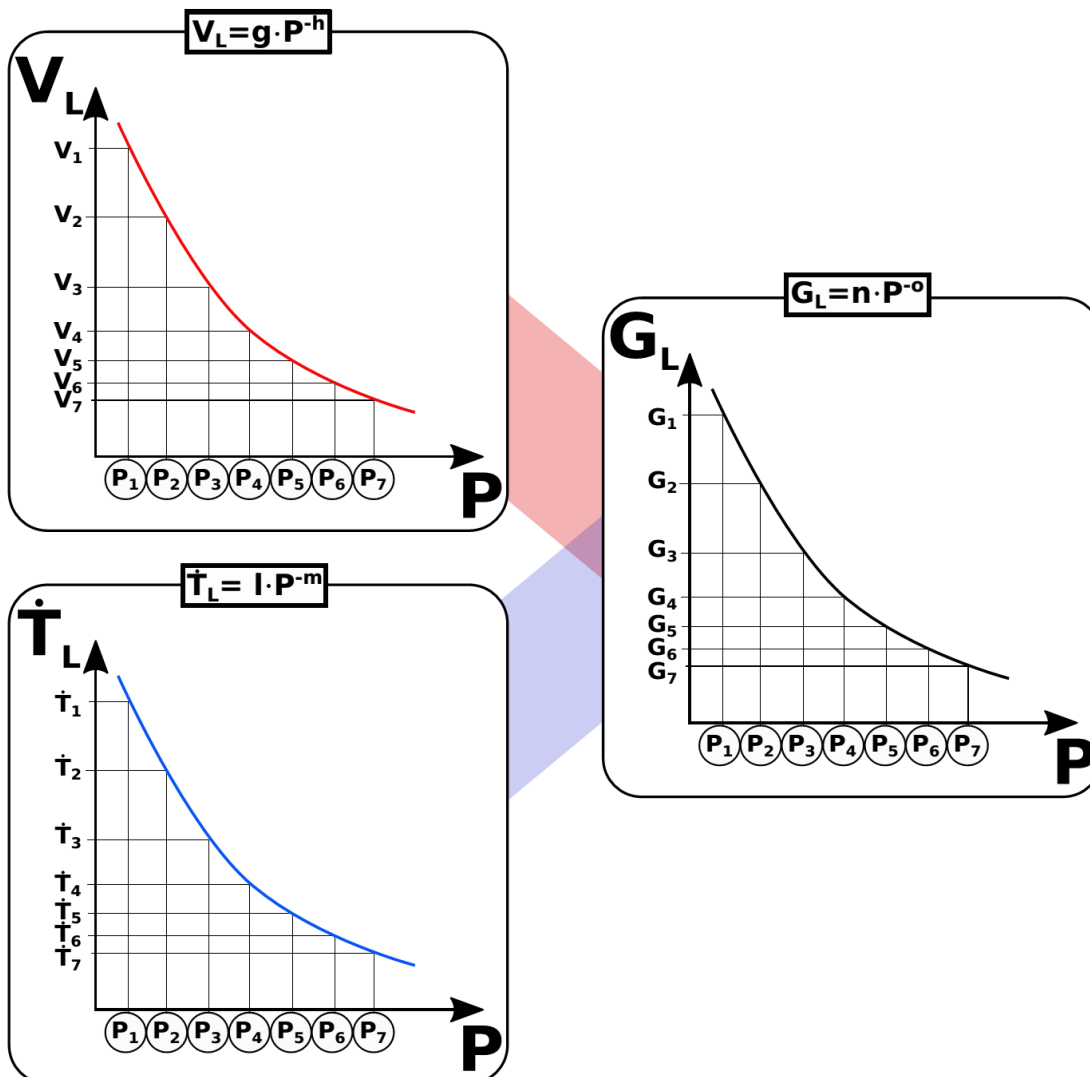 V_L=g·P^-h
V_L
V_1
V_2
V_3
V_4
V_5
V_6
V_7
P_1 P_2 P_3 P_4 P_5 P_6 P_7
P
G_L=n·P^-o
G_L
G_1
G_2
G_3
G_4
G_5
G_6
G_7
P_1 P_2 P_3 P_4 P_5 P_6 P_7
P
Ṫ_L= l·P^-m
Ṫ_L
Ṫ_1
Ṫ_2
Ṫ_3
Ṫ_4
Ṫ_5
Ṫ_6
Ṫ_7
P_1 P_2 P_3 P_4 P_5 P_6 P_7
P